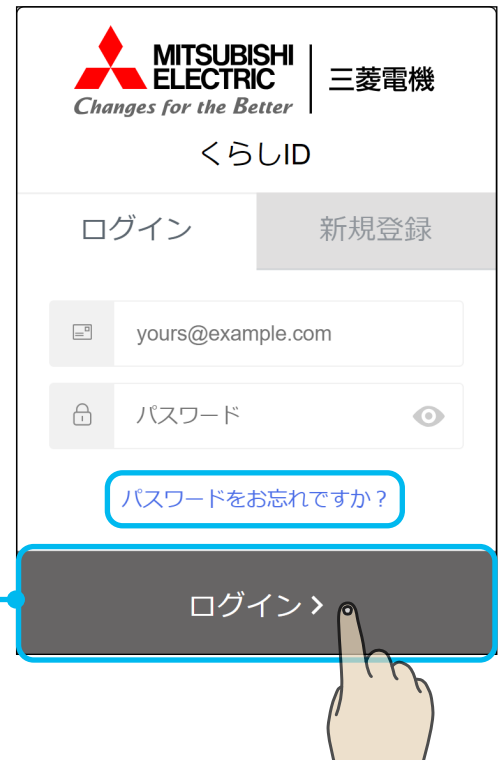 MITSUBISHI
ELECTRIC
Changes for the Better
三菱電機
くらしID
ログイン
新規登録
yours@example.com
パスワード
パスワードをお忘れですか？
ログイン